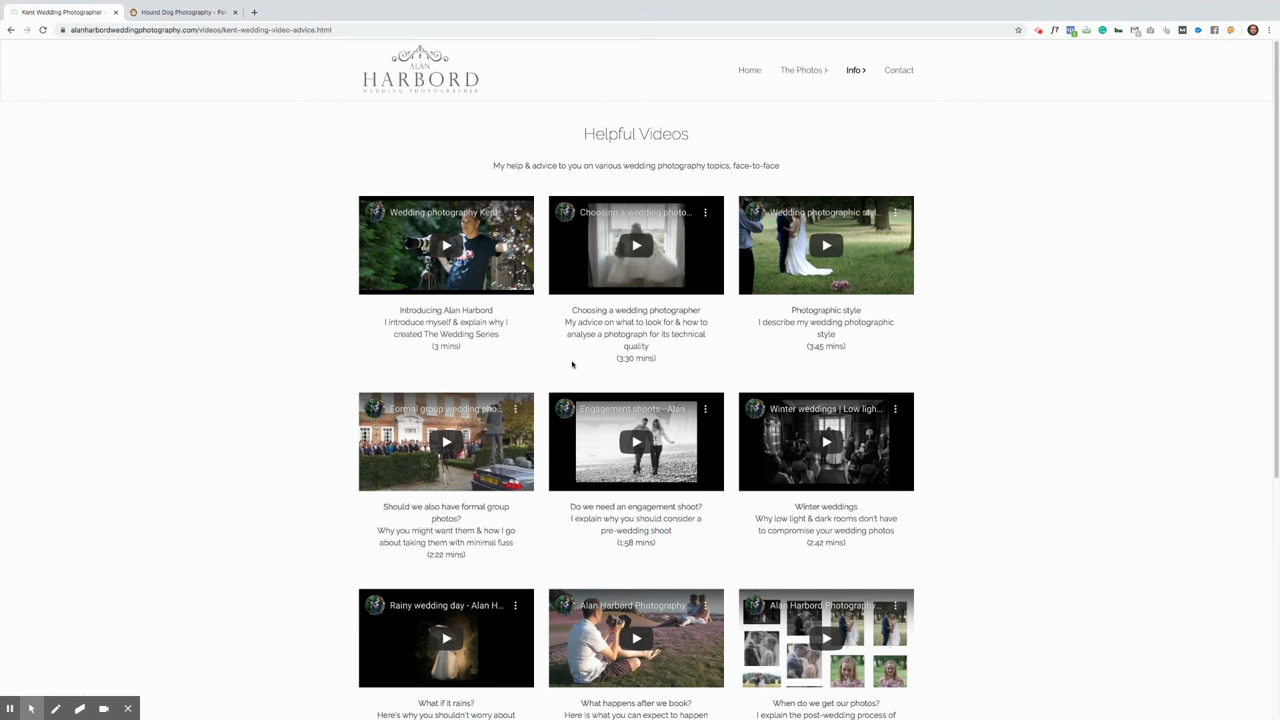 Kent Wedding Photographer -
Hound Dog Photography - Per
alanharbordweddingphotography.com/videos/kent-wedding-video-advice.html
ALAN
HARBORD
WEDDING PHOTOGRAPHER
Home
The Photos >
Info >
Contact
Helpful Videos
My help & advice to you on various wedding photography topics, face-to-face
Wedding photography Kent
Choosing a wedding photo...
Wedding photographic styl...
Introducing Alan Harbord
I introduce myself & explain why I
created The Wedding Series
(3 mins)
Choosing a wedding photographer
My advice on what to look for & how to
analyse a photograph for its technical
quality
(3:30 mins)
Photographic style
I describe my wedding photographic
style
(3:45 mins)
Formal group wedding pho...
Engagement shoots - Alan ...
Winter weddings | Low ligh...
Should we also have formal group
photos?
Why you might want them & how I go
about taking them with minimal fuss
(2:22 mins)
Do we need an engagement shoot?
I explain why you should consider a
pre-wedding shoot
(1:58 mins)
Winter weddings
Why low light & dark rooms don't have
to compromise your wedding photos
(2:42 mins)
Rainy wedding day - Alan H...
Alan Harbord Photography...
Alan Harbord Photography...
What if it rains?
Here's why you shouldn't worry about
What happens after we book?
Here is what you can expect to happen
When do we get our photos?
I explain the post-wedding process of